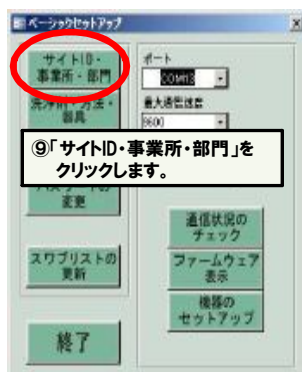 ベーシックセットアップ
サイトID・
事業所・部門
ポート
COM13
洗浄剤・方法・
器具
最大通信速度
9600
⑨「サイトID・事業所・部門」を
クリックします。
変更
通信状況の
チェック
スワブリストの
更新
ファームウェア
表示
機器の
セットアップ
終了